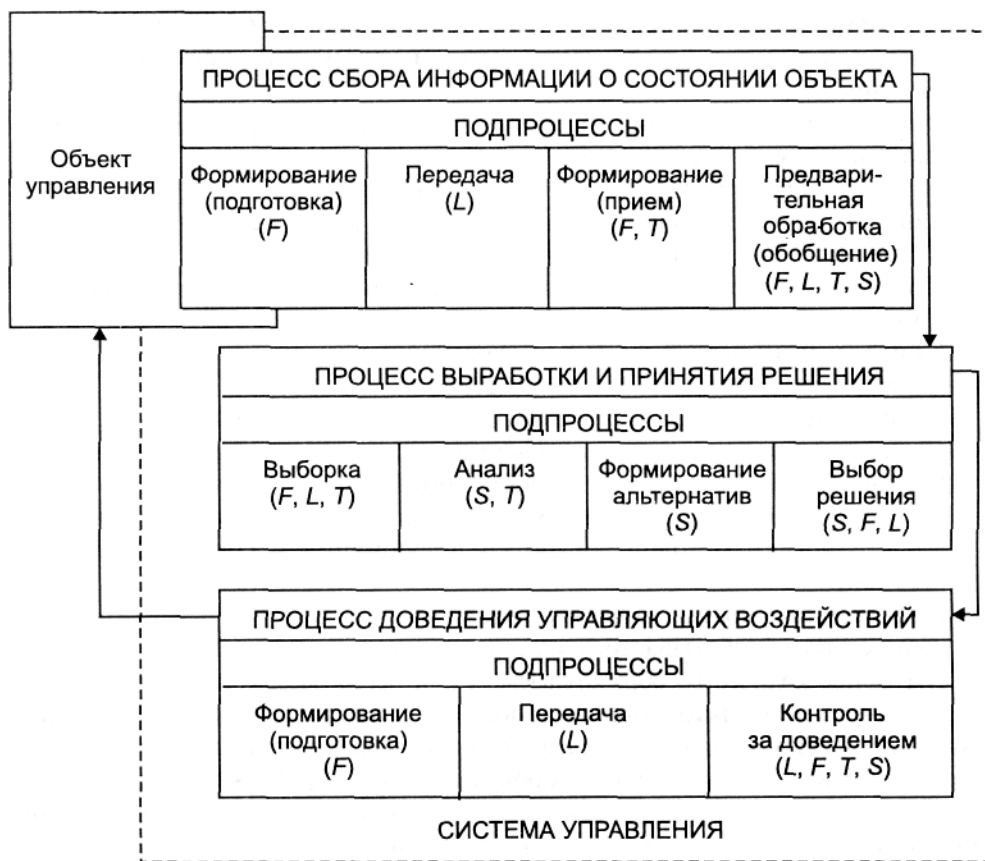 Объект
управления
ПРОЦЕСС СБОРА ИНФОРМАЦИИ О СОСТОЯНИИ ОБЪЕКТА
ПОДПРОЦЕССЫ
Формирование
(подготовка)
(F)
Передача
(L)
Формирование
(прием)
(F, T)
Предвари-
тельная
обработка
(обобщение)
(F, L, T, S)
ПРОЦЕСС ВЫРАБОТКИ И ПРИНЯТИЯ РЕШЕНИЯ
ПОДПРОЦЕССЫ
Выборка
(F, L, T)
Анализ
(S, T)
Формирование
альтернатив
(S)
Выбор
решения
(S, F, L)
ПРОЦЕСС ДОВЕДЕНИЯ УПРАВЛЯЮЩИХ ВОЗДЕЙСТВИЙ
ПОДПРОЦЕССЫ
Формирование
(подготовка)
(F)
Передача
(L)
Контроль
за доведением
(L, F, T, S)
СИСТЕМА УПРАВЛЕНИЯ